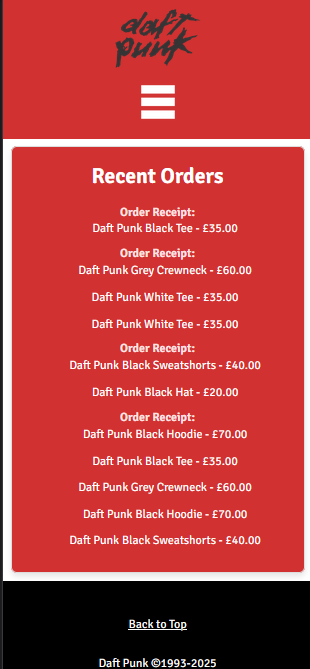 daft
punk
Recent Orders
Order Receipt:
Daft Punk Black Tee - £35.00
Order Receipt:
Daft Punk Grey Crewneck - £60.00
Daft Punk White Tee - £35.00
Daft Punk White Tee - £35.00
Order Receipt:
Daft Punk Black Sweatshorts - £40.00
Daft Punk Black Hat - £20.00
Order Receipt:
Daft Punk Black Hoodie - £70.00
Daft Punk Black Tee - £35.00
Daft Punk Grey Crewneck - £60.00
Daft Punk Black Hoodie - £70.00
Daft Punk Black Sweatshorts - £40.00
Back to Top
Daft Punk ©1993-2025